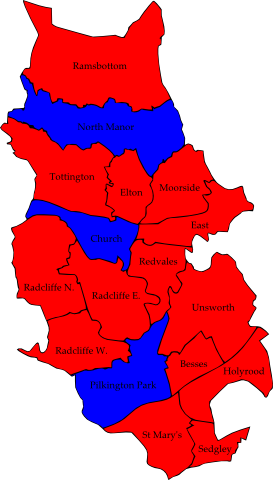 Ramsbottom
North Manor
Tottington
Elton
Moorside
East
Church
Redvales
Radcliffe N.
Radcliffe E.
Unsworth
Radcliffe W.
Besses
Holyrood
Pilkington Park
St Mary's
Sedgley